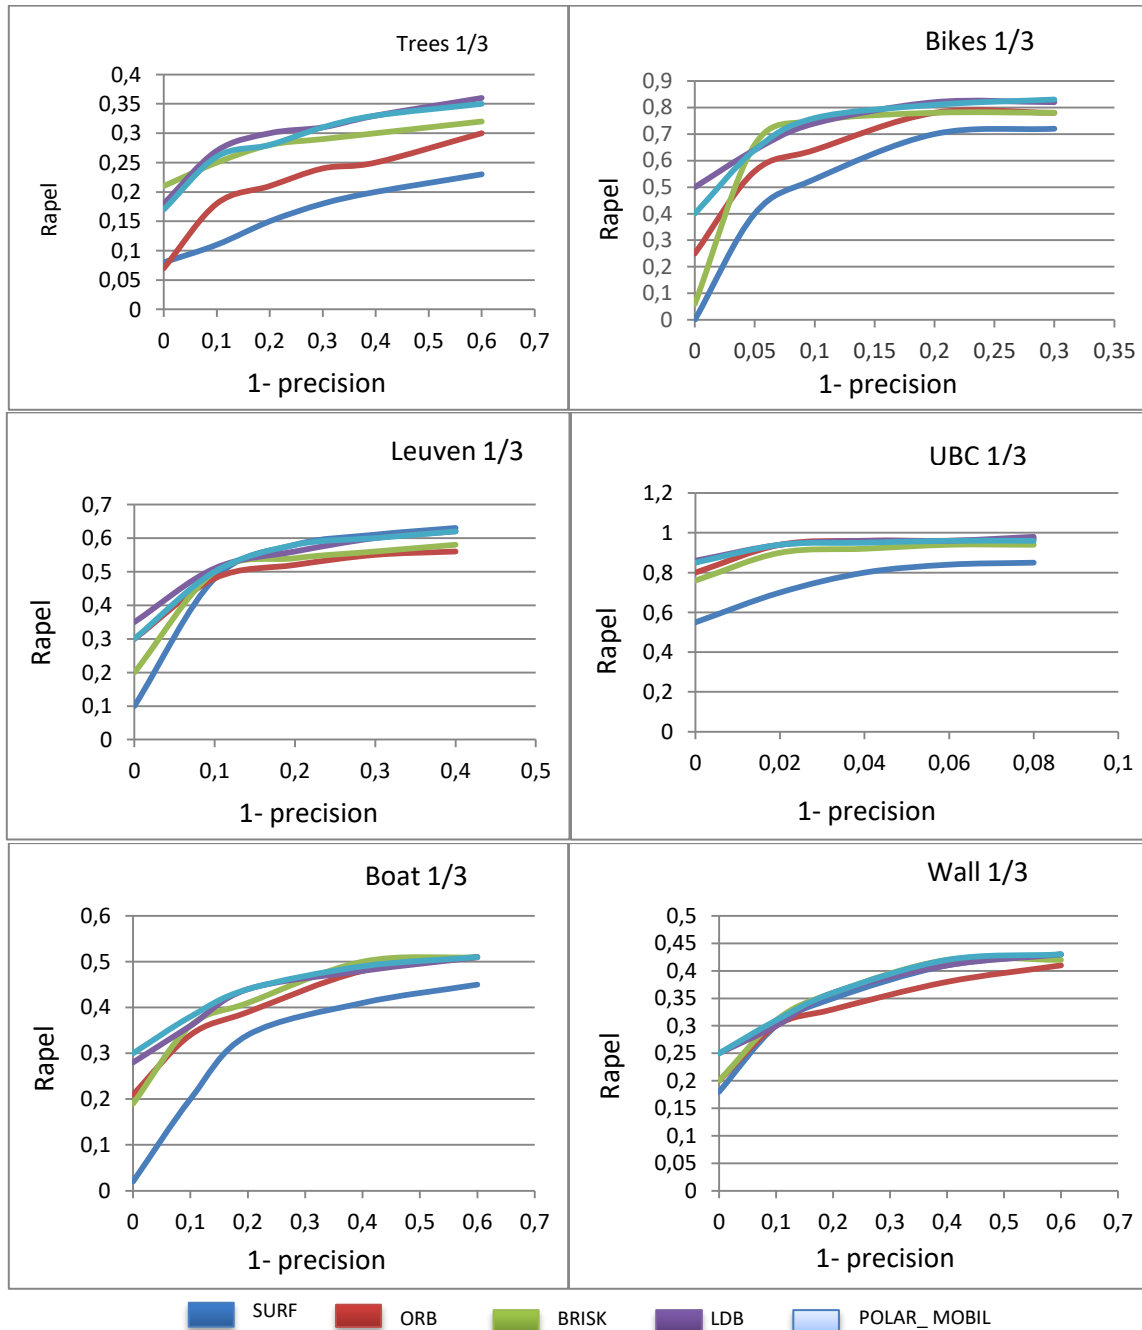 Trees 1/3
0,4
0,35
0,3
0,25
0,2
0,15
0,1
0,05
0
Rapel
0 0,1 0,2 0,3 0,4 0,5 0,6 0,7
1- precision
Bikes 1/3
0,9
0,8
0,7
0,6
0,5
0,4
0,3
0,2
0,1
0
Rapel
0 0,05 0,1 0,15 0,2 0,25 0,3 0,35
1- precision
Leuven 1/3
0,7
0,6
0,5
0,4
0,3
0,2
0,1
0
Rapel
0 0,1 0,2 0,3 0,4 0,5
1- precision
UBC 1/3
1,2
1
0,8
0,6
0,4
0,2
0
Rapel
0 0,02 0,04 0,06 0,08 0,1
1- precision
Boat 1/3
0,6
0,5
0,4
0,3
0,2
0,1
0
Rapel
0 0,1 0,2 0,3 0,4 0,5 0,6 0,7
1- precision
Wall 1/3
0,5
0,45
0,4
0,35
0,3
0,25
0,2
0,15
0,1
0,05
0
Rapel
0 0,1 0,2 0,3 0,4 0,5 0,6 0,7
1- precision
SURF ORB BRISK LDB POLAR_ MOBIL